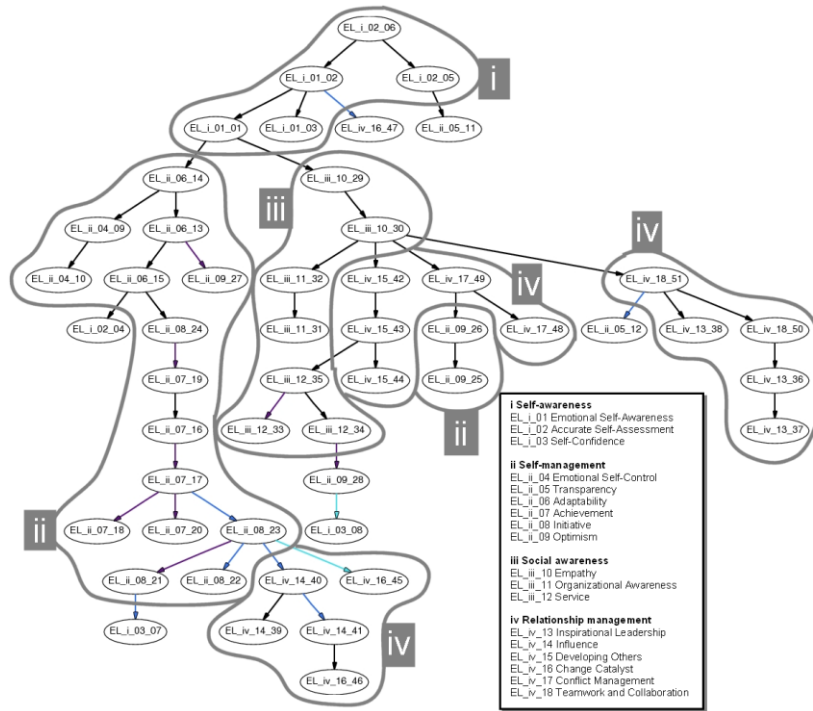 EL_i_02_06
EL_i_01_02
EL_i_02_05
i
EL_i_01_01
EL_i_01_03
EL_iv_16_47
EL_ii_05_11
EL_ii_06_14
EL_iii_10_29
iii
EL_ii_04_09
EL_ii_06_13
EL_iii_10_30
iv
EL_ii_04_10
EL_ii_06_15
EL_ii_09_27
EL_iii_11_32
EL_iv_15_42
EL_iv_17_49
iv
EL_iv_18_51
EL_i_02_04
EL_ii_08_24
EL_iii_11_31
EL_iv_15_43
EL_ii_09_26
EL_iv_17_48
EL_ii_05_12
EL_iv_13_38
EL_iv_18_50
EL_ii_07_19
EL_iii_12_35
EL_iv_15_44
EL_ii_09_25
EL_iv_13_36
EL_ii_07_16
EL_iii_12_33
EL_iii_12_34
ii
EL_iv_13_37
EL_ii_07_17
EL_ii_09_28
ii
EL_ii_07_18
EL_ii_07_20
EL_ii_08_23
EL_i_03_08
EL_ii_08_21
EL_ii_08_22
EL_iv_14_40
EL_iv_16_45
EL_i_03_07
EL_iv_14_39
EL_iv_14_41
iv
EL_iv_16_46
i Self-awareness
EL_i_01 Emotional Self-Awareness
EL_i_02 Accurate Self-Assessment
EL_i_03 Self-Confidence
ii Self-management
EL_ii_04 Emotional Self-Control
EL_ii_05 Transparency
EL_ii_06 Adaptability
EL_ii_07 Achievement
EL_ii_08 Initiative
EL_ii_09 Optimism
iii Social awareness
EL_iii_10 Empathy
EL_iii_11 Organizational Awareness
EL_iii_12 Service
iv Relationship management
EL_iv_13 Inspirational Leadership
EL_iv_14 Influence
EL_iv_15 Developing Others
EL_iv_16 Change Catalyst
EL_iv_17 Conflict Management
EL_iv_18 Teamwork and Collaboration